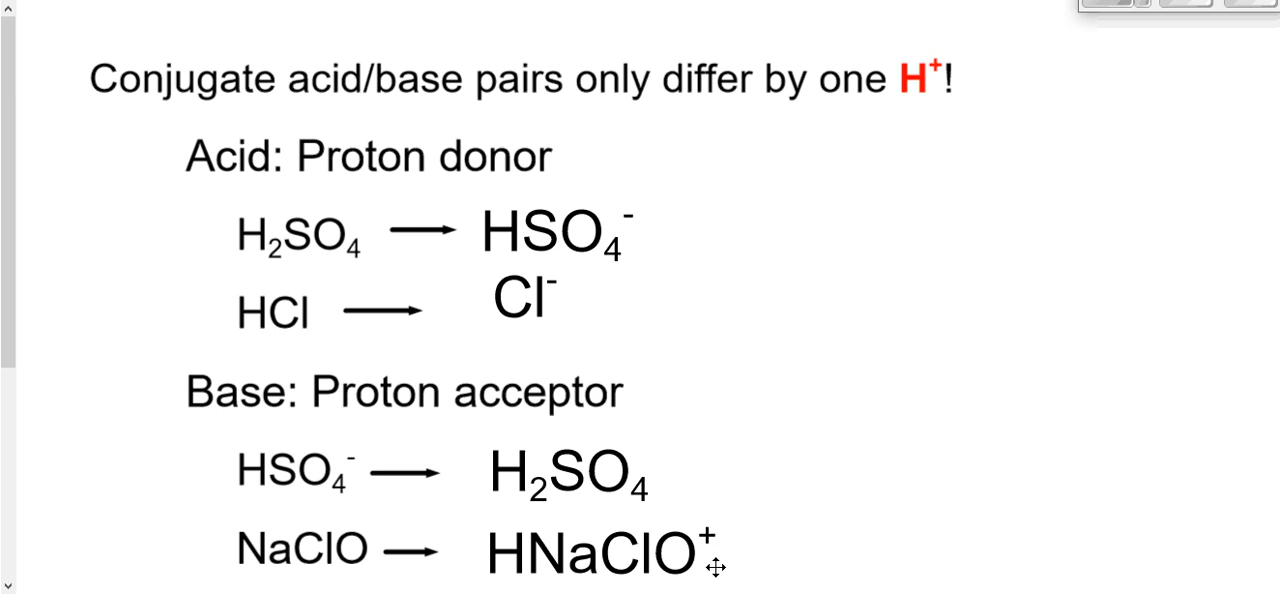 Conjugate acid/base pairs only differ by one H⁺!
Acid: Proton donor
H₂SO₄ → HSO₄⁻
HCl → Cl⁻
Base: Proton acceptor
HSO₄⁻ → H₂SO₄
NaClO → HNaClO⁺